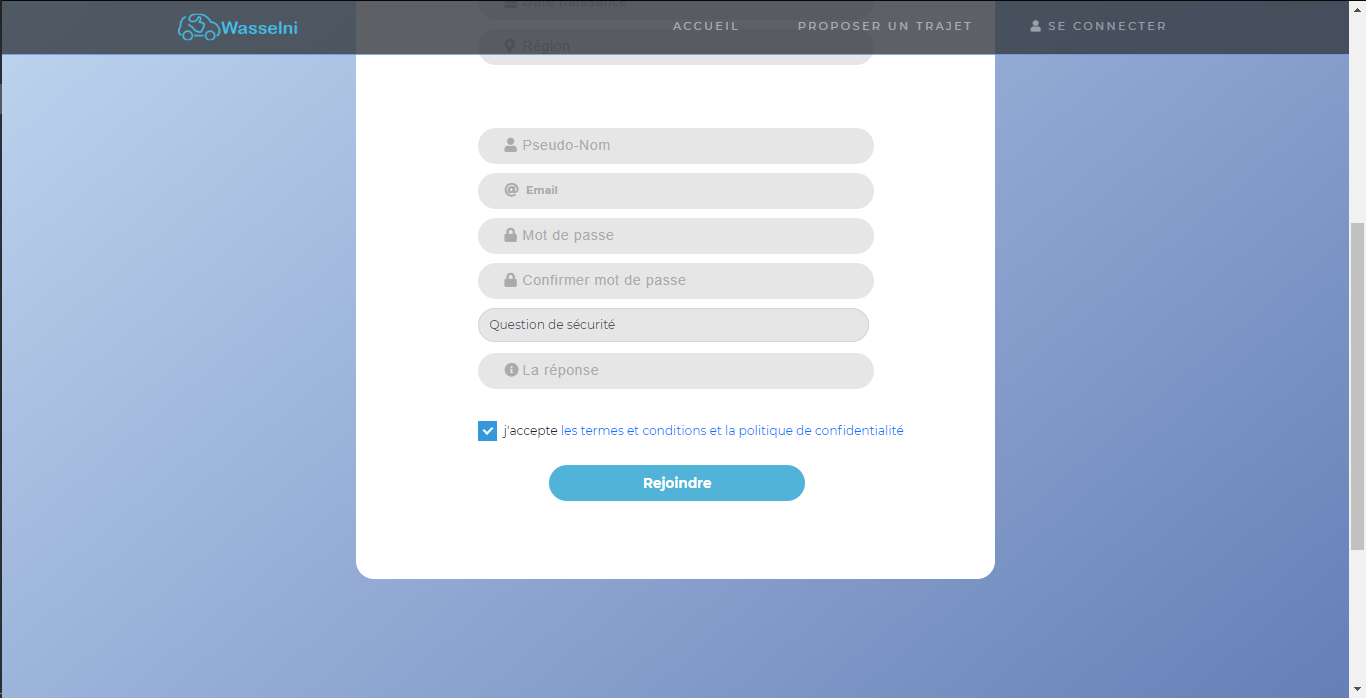 Date naissance
Wasselni
ACCUEIL
PROPOSER UN TRAJET
SE CONNECTER
Région
Pseudo-Nom
@ Email
Mot de passe
Confirmer mot de passe
Question de sécurité
La réponse
j'accepte les termes et conditions et la politique de confidentialité
Rejoindre